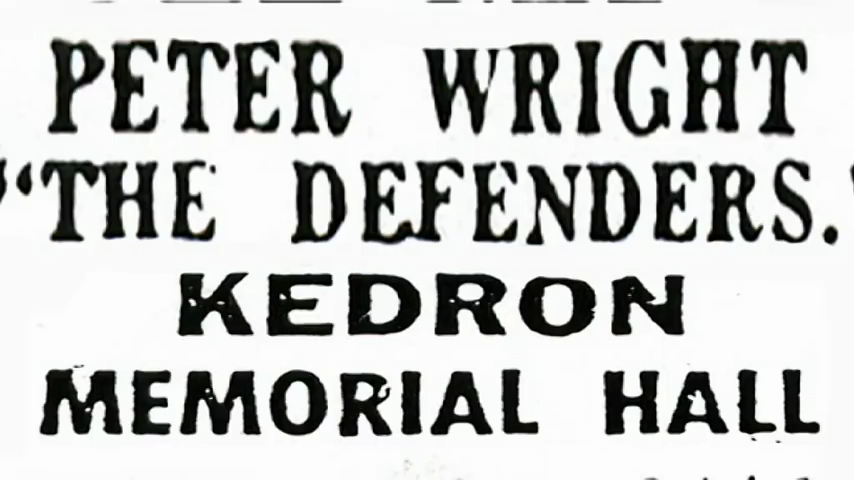 PETER WRIGHT
"THE DEFENDERS."
KEDRON
MEMORIAL HALL